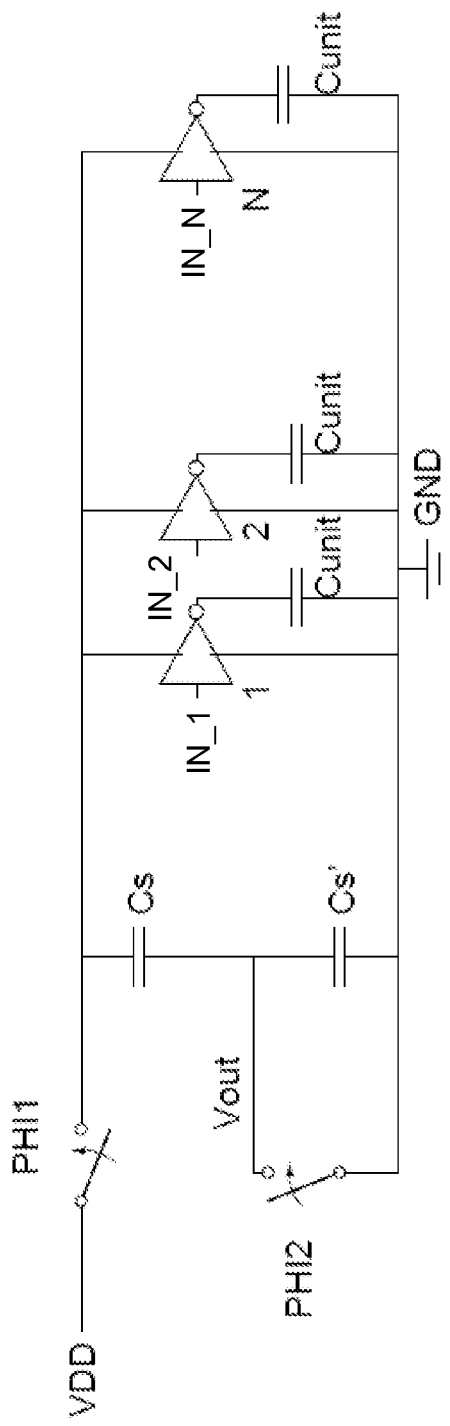 VDD
PHI1
PHI2
Vout
Cs
Cs'
IN_1
1
Cunit
IN_2
2
Cunit
GND
IN_N
N
Cunit